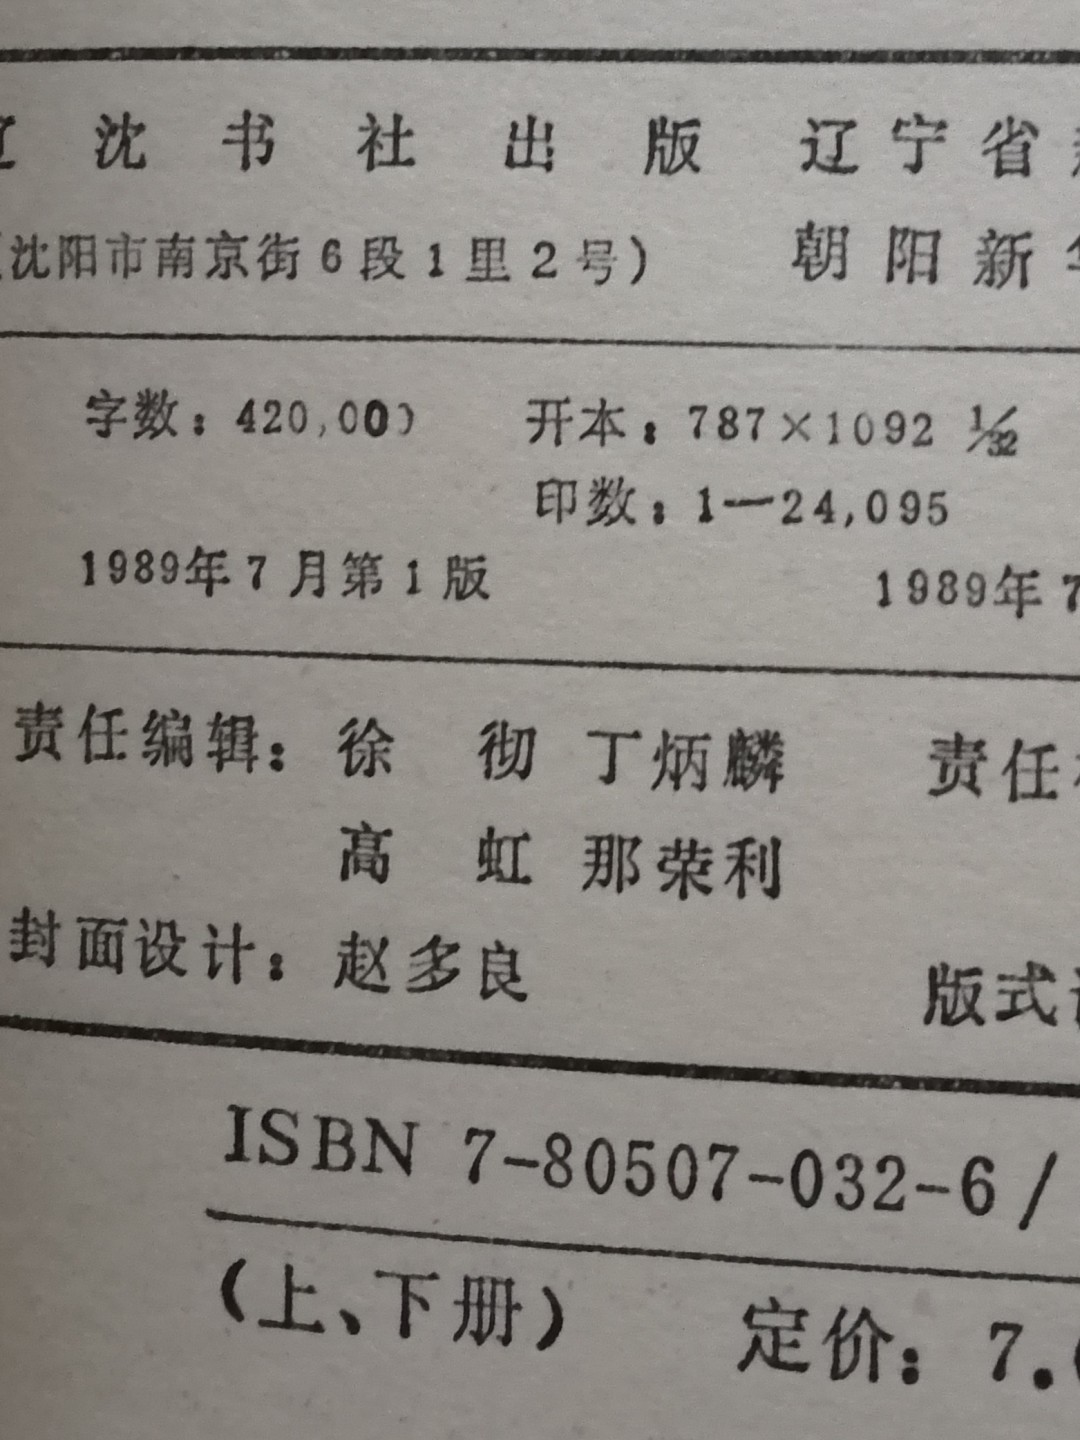 沈书社出版 辽宁省
(沈阳市南京街6段1里2号) 朝阳新
字数：420,000 开本：787×1092 1/32
印数：1—24,095
1989年7月第1版 1989年7
责任编辑：徐 彻 丁炳麟 责任
高 虹 那荣利
封面设计：赵多良 版式
ISBN 7-80507-032-6/
(上、下册) 定价：7.